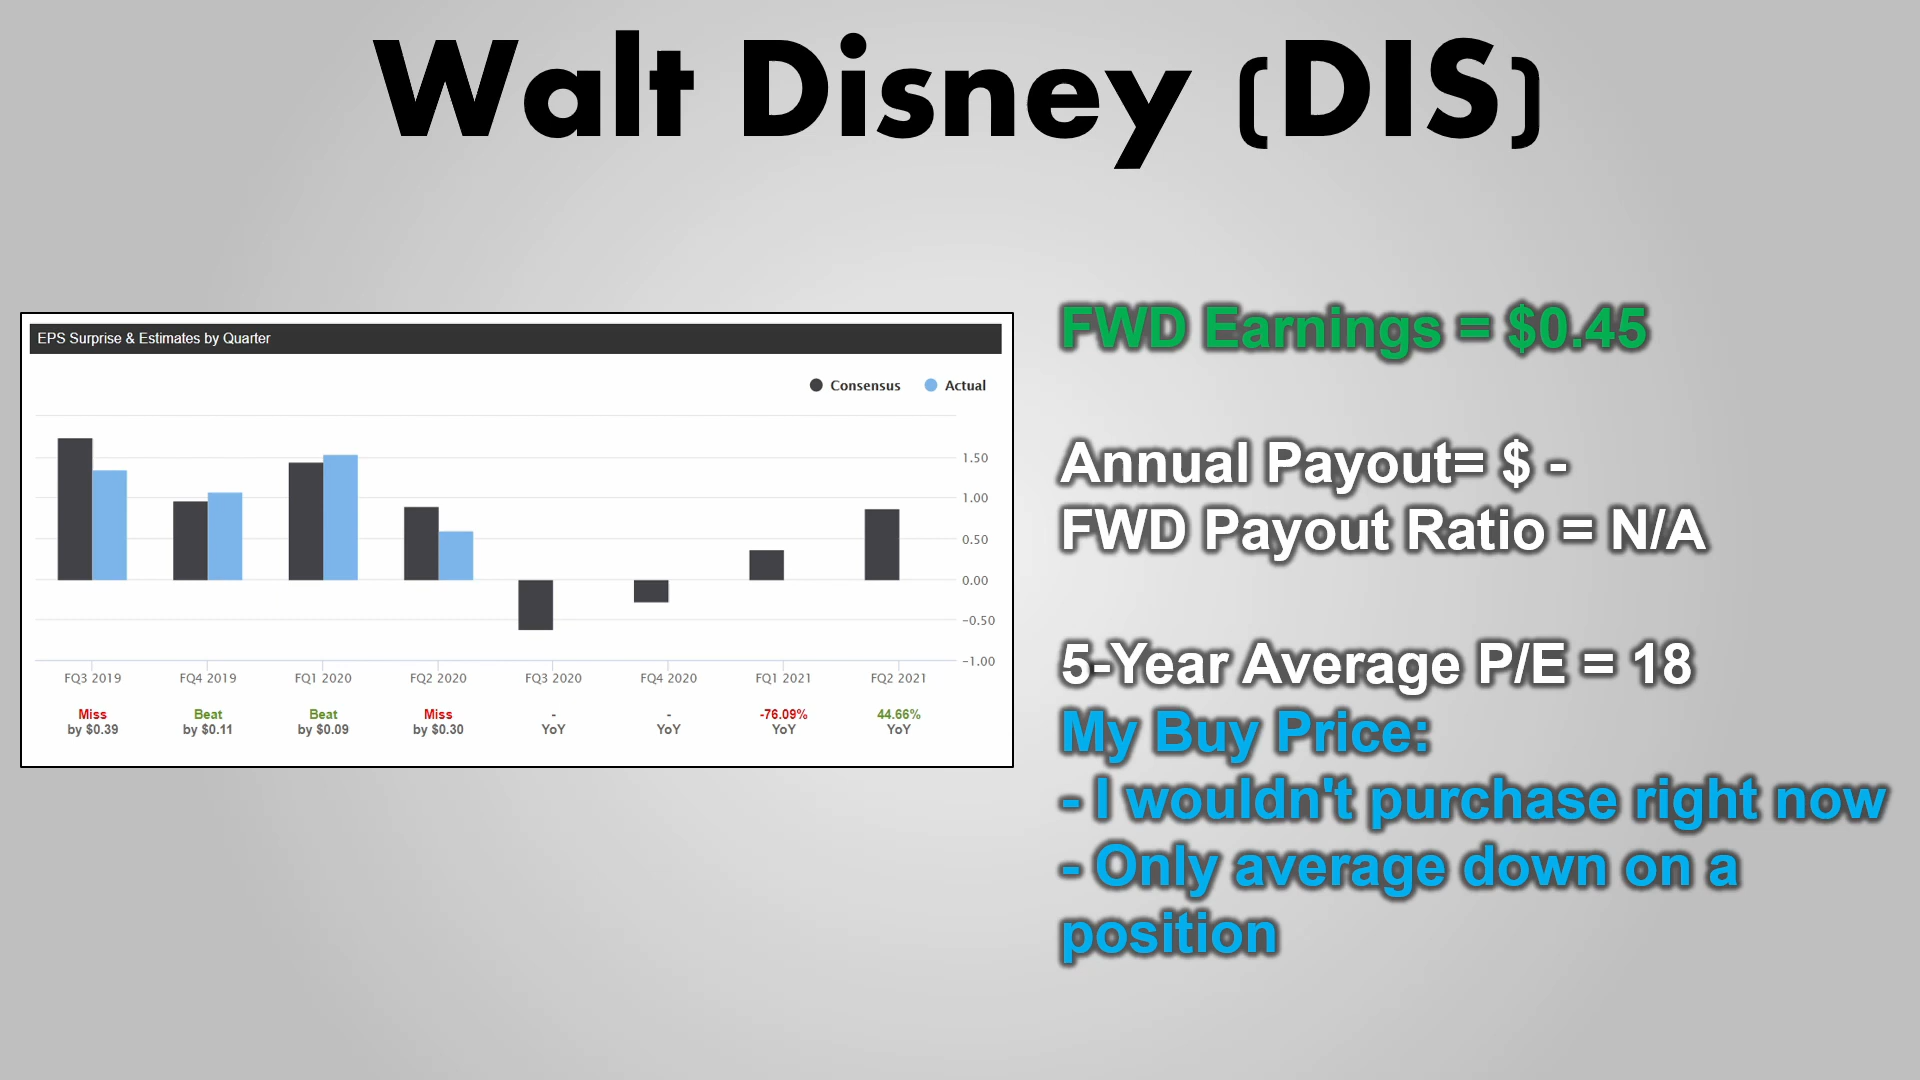 Walt Disney (DIS)
EPS Surprise & Estimates by Quarter
Consensus Actual
1.50
1.00
0.50
0.00
-0.50
-1.00
FQ3 2019 FQ4 2019 FQ1 2020 FQ2 2020 FQ3 2020 FQ4 2020 FQ1 2021 FQ2 2021
Miss Beat Beat Miss - - -76.09% 44.66%
by $0.39 by $0.11 by $0.09 by $0.30 YoY YoY YoY YoY
FWD Earnings = $0.45
Annual Payout= $ -
FWD Payout Ratio = N/A
5-Year Average P/E = 18
My Buy Price:
- I wouldn't purchase right now
- Only average down on a
position